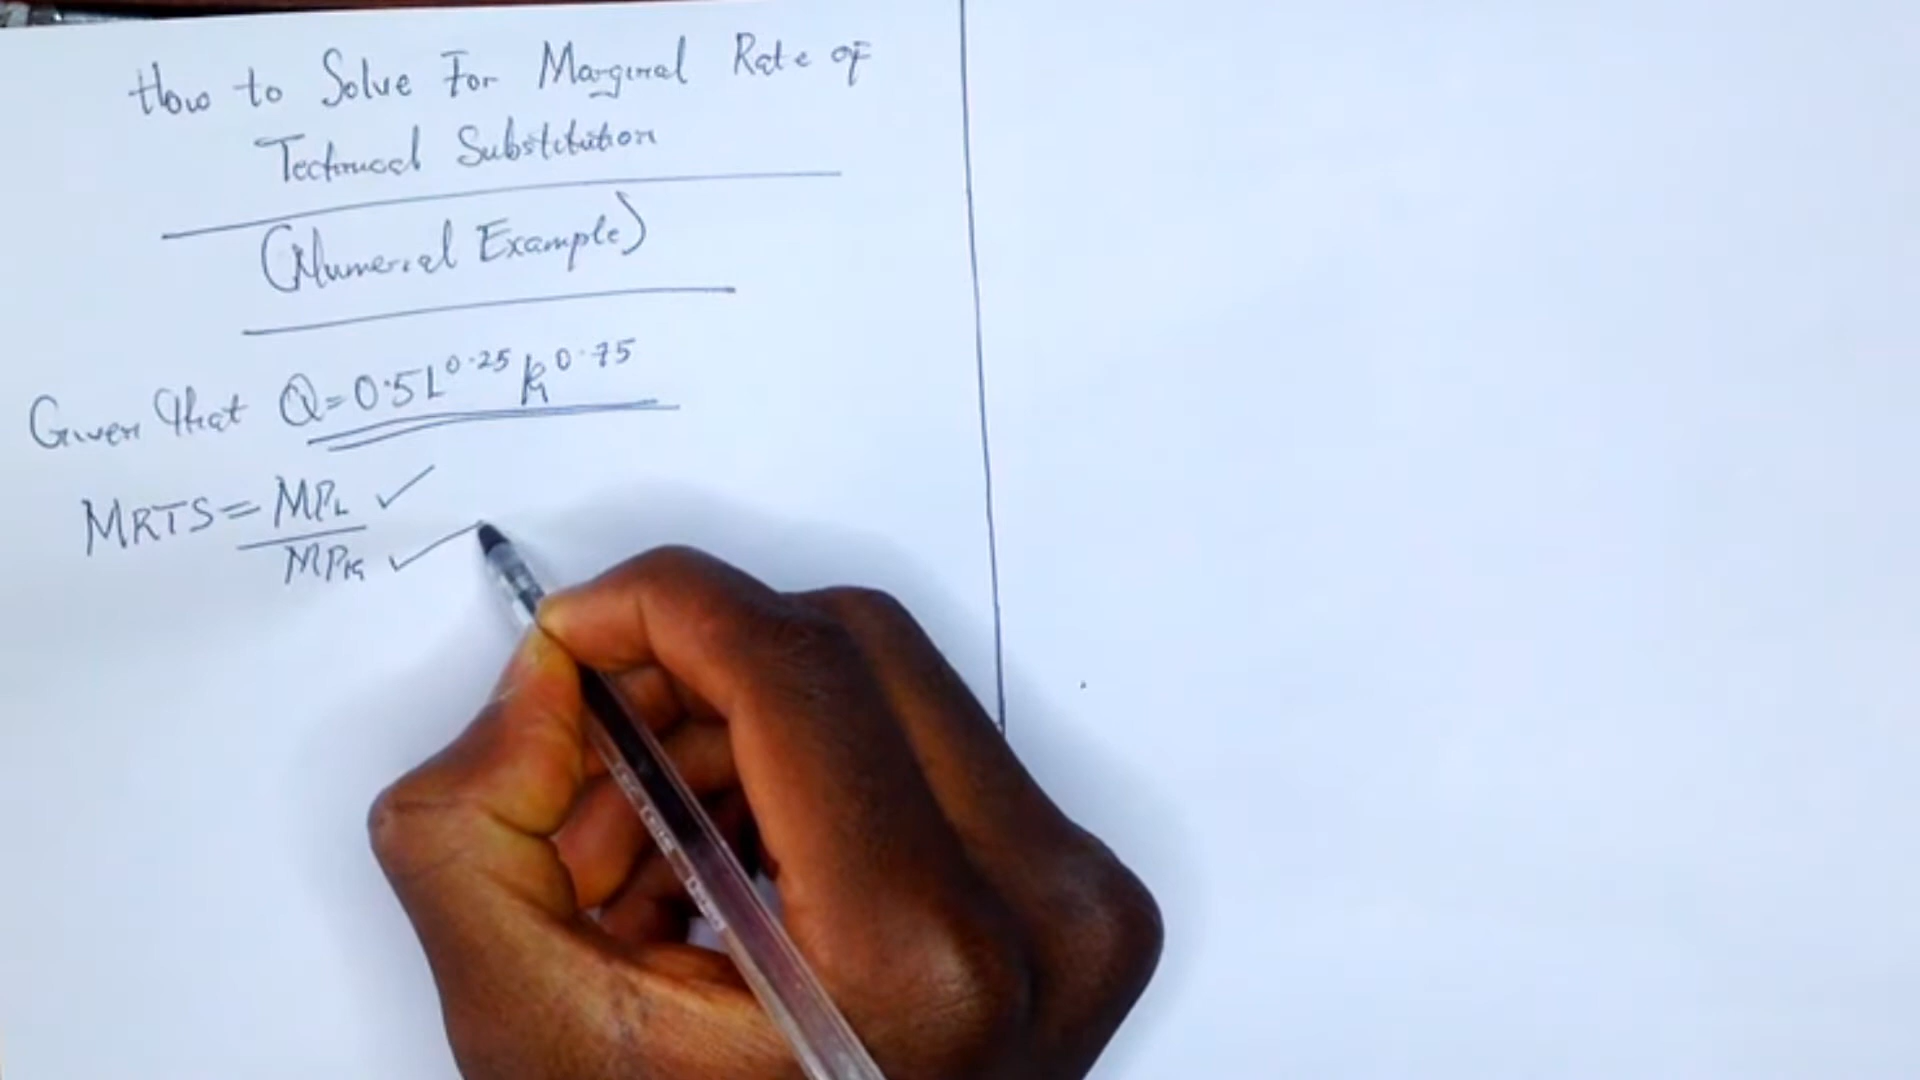 How to Solve For Marginal Rate of
Technical Substitution
(Numerical Example)
Given that Q=0.5L^0.25 K^0.75
MRTS = MPL ✓
MPK ✓